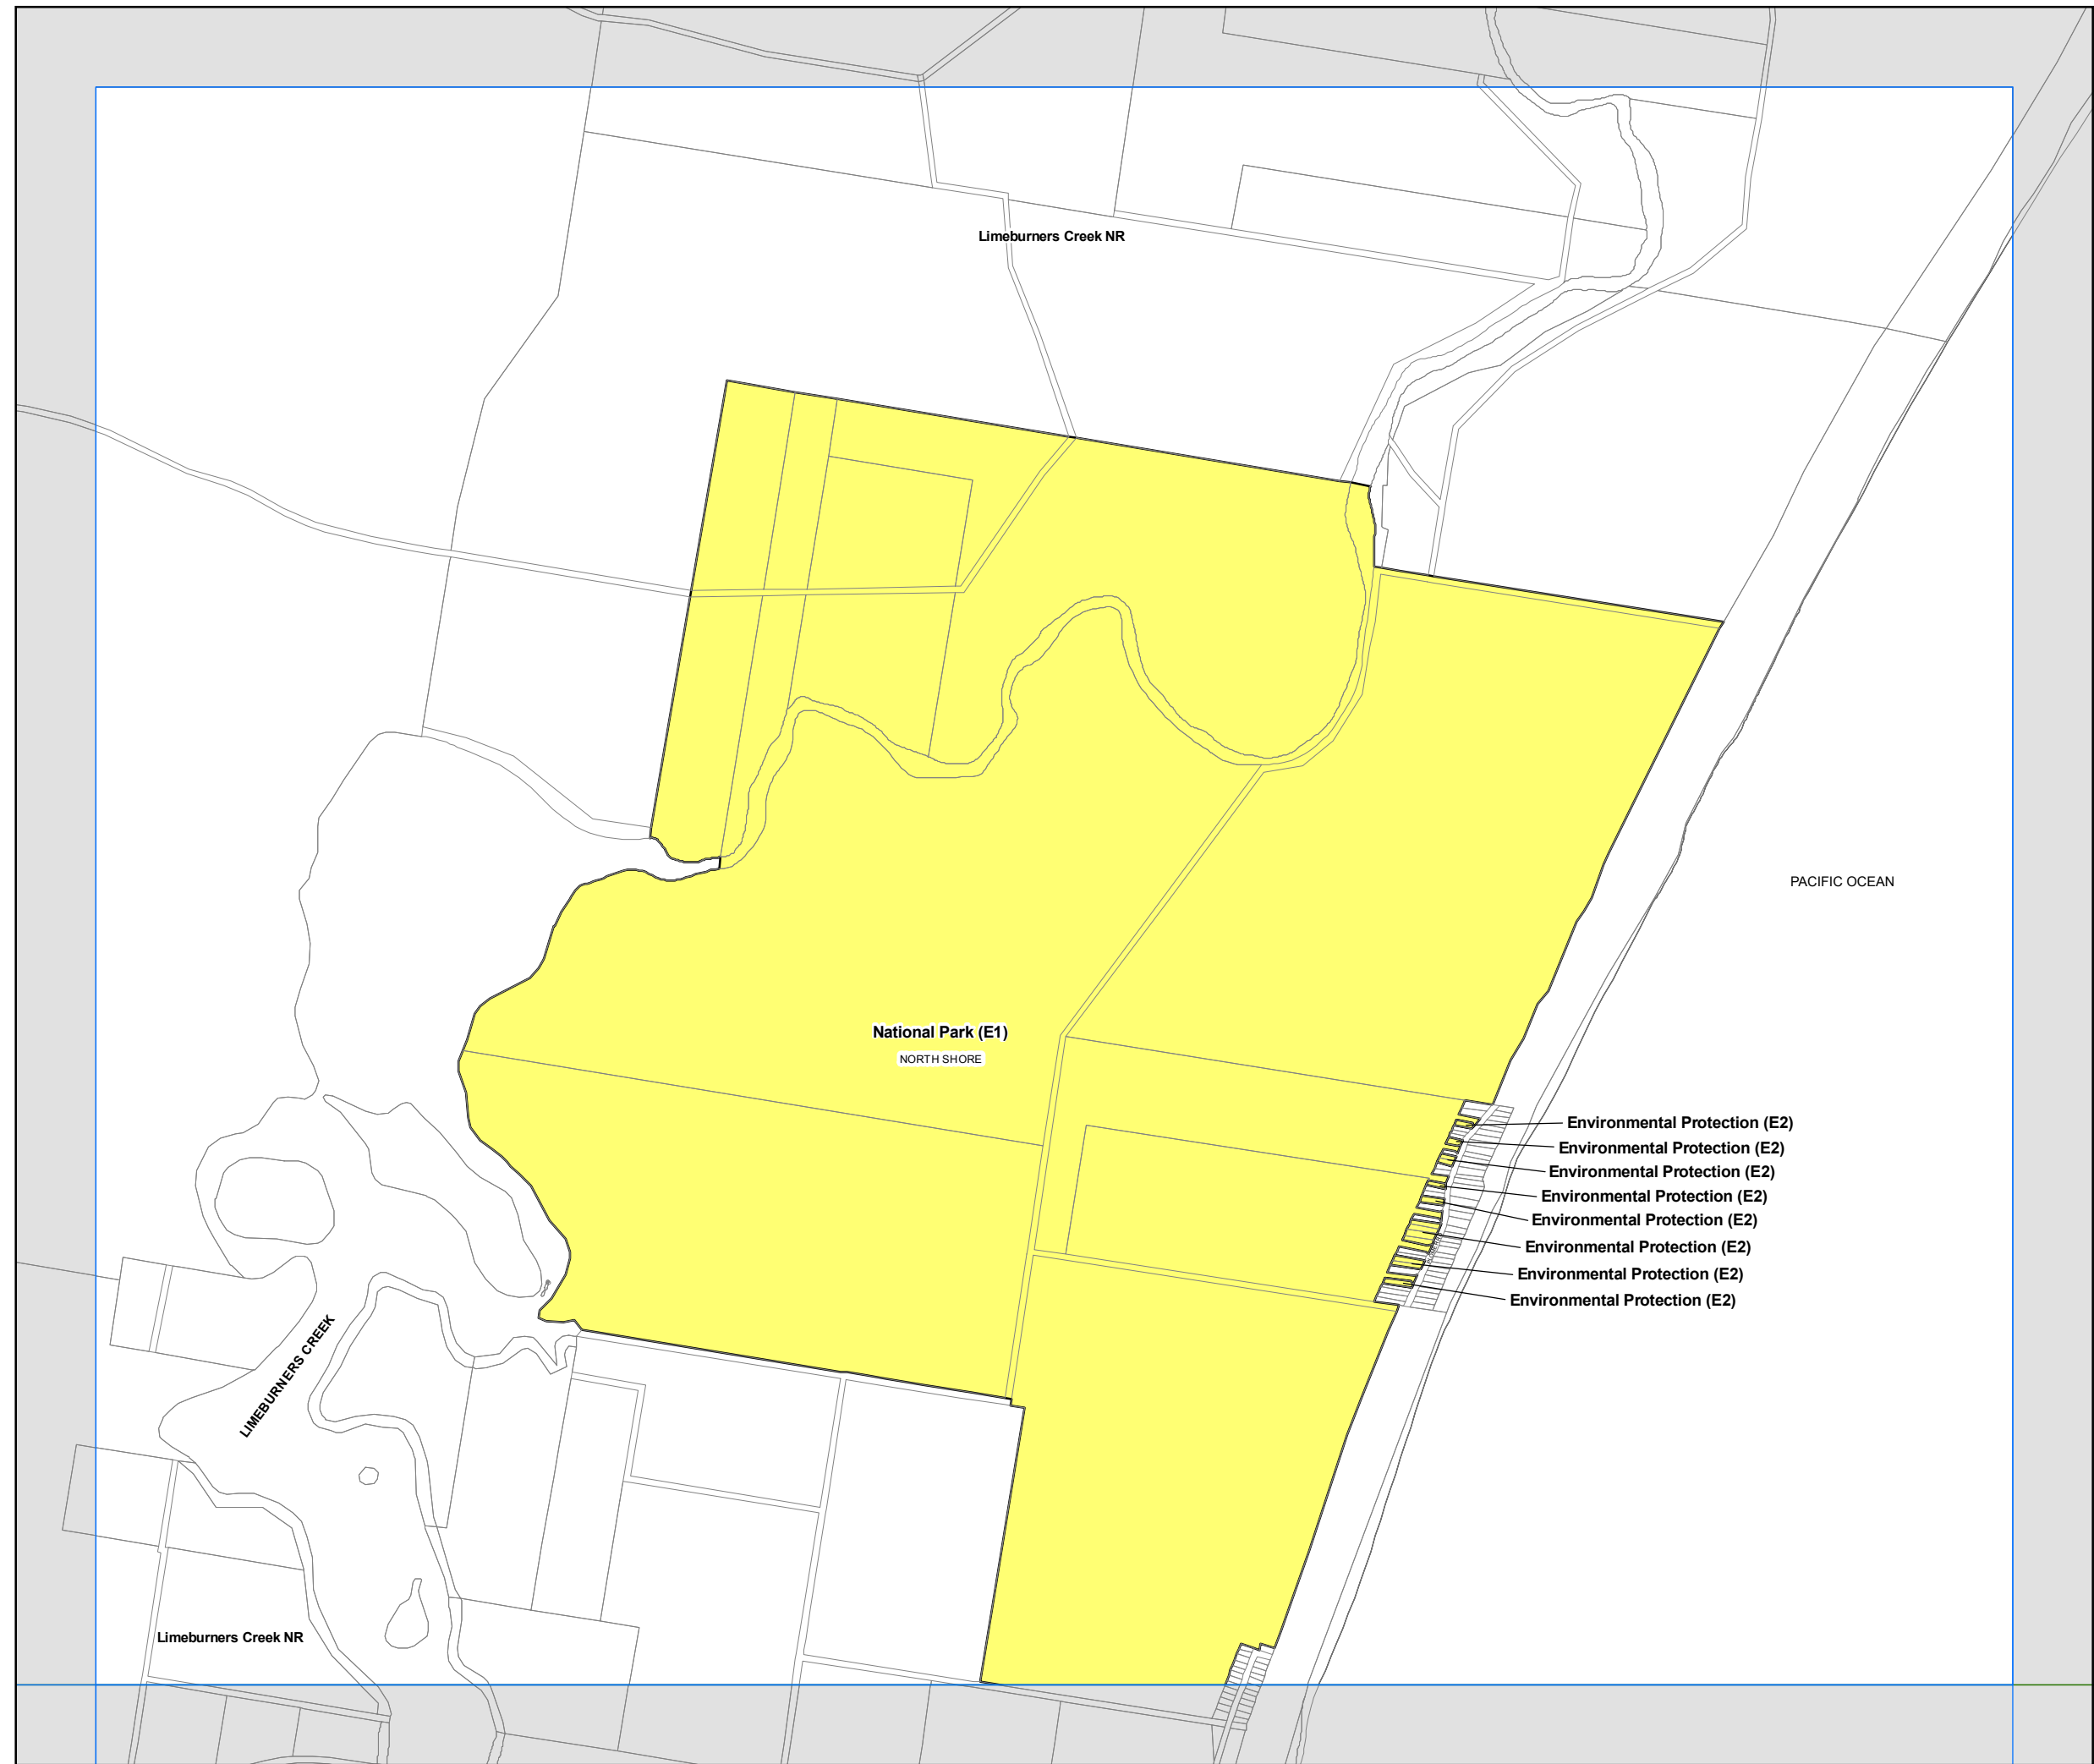 Limeburners Creek NR
PACIFIC OCEAN
National Park (E1)
NORTH SHORE
Environmental Protection (E2)
Environmental Protection (E2)
Environmental Protection (E2)
Environmental Protection (E2)
Environmental Protection (E2)
Environmental Protection (E2)
Environmental Protection (E2)
Environmental Protection (E2)
LIMEBURNERS CREEK
Limeburners Creek NR